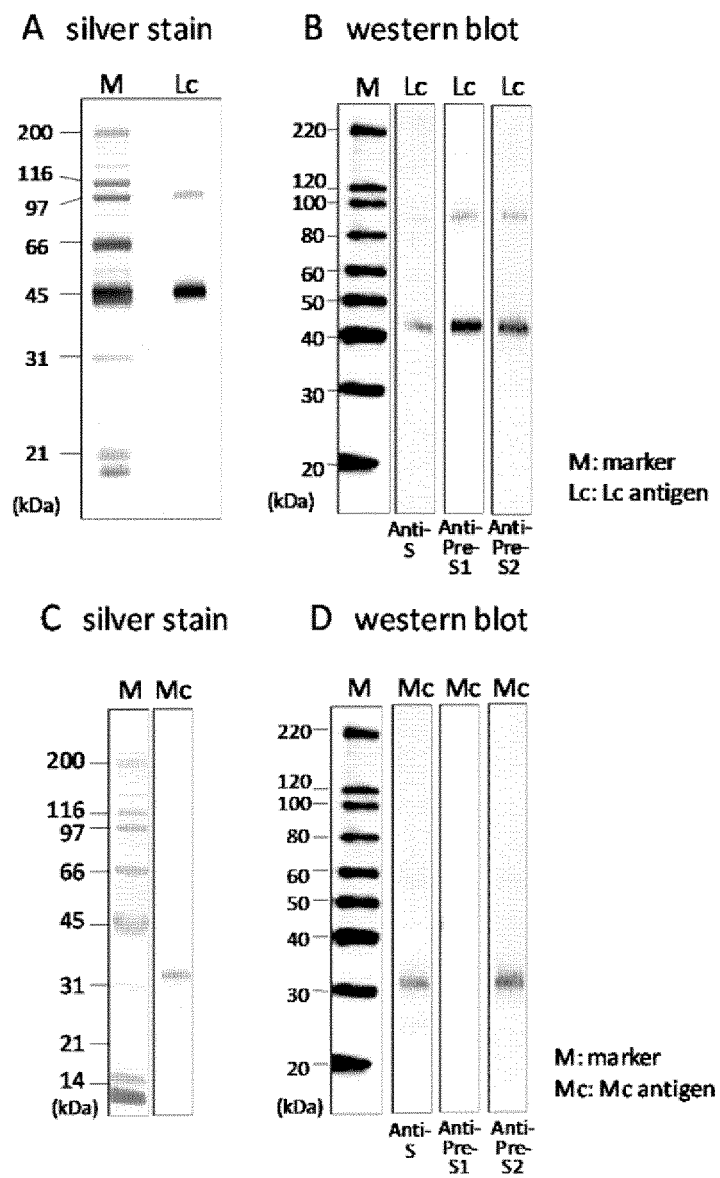 A silver stain
M Lc
200
116
97
66
45
31
21
(kDa)
B western blot
M Lc Lc Lc
220
120
100
80
60
50
40
30
20
(kDa)
Anti-S
Anti-Pre-S1
Anti-Pre-S2
M: marker
Lc: Lc antigen
C silver stain
M Mc
200
116
97
66
45
31
21
14
(kDa)
D western blot
M Mc Mc Mc
220
120
100
80
60
50
40
30
20
(kDa)
Anti-S
Anti-Pre-S1
Anti-Pre-S2
M: marker
Mc: Mc antigen